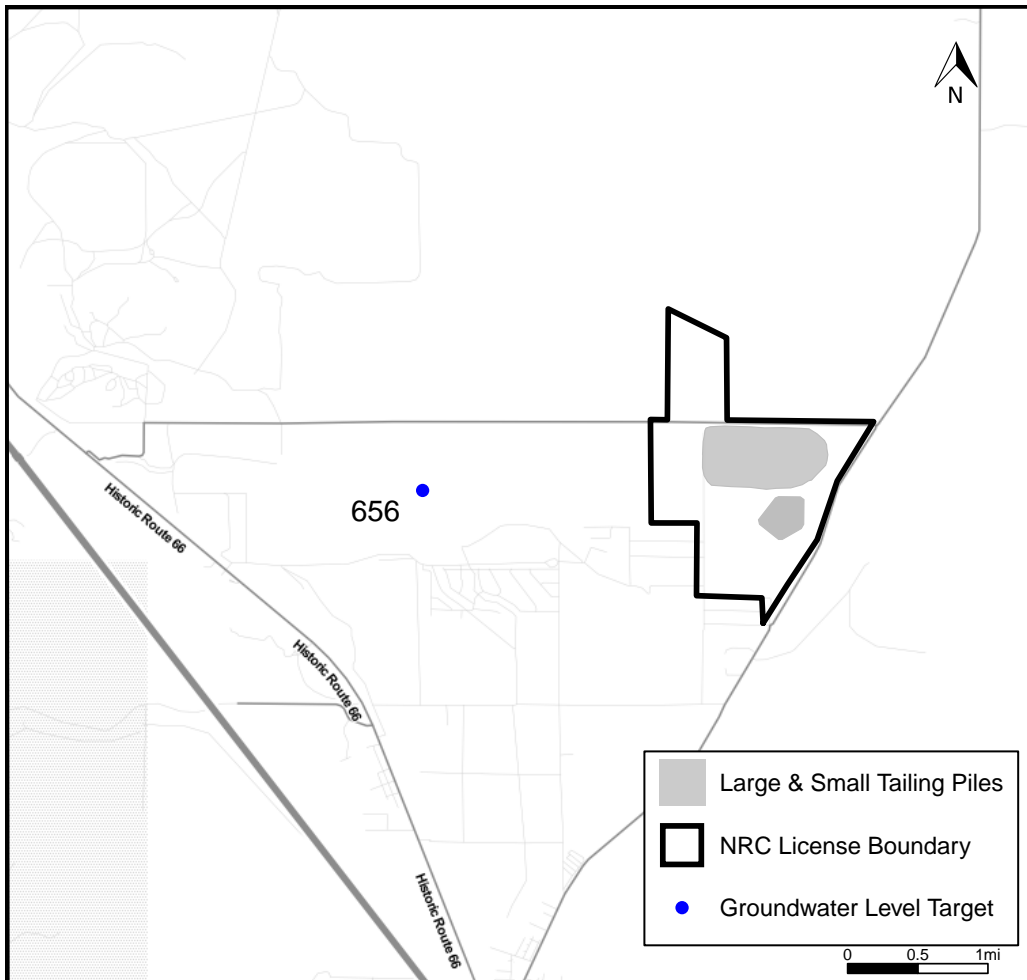 N
656
Historic Route 66
Historic Route 66
Historic Route 66
Large & Small Tailing Piles
NRC License Boundary
Groundwater Level Target
0 0.5 1mi